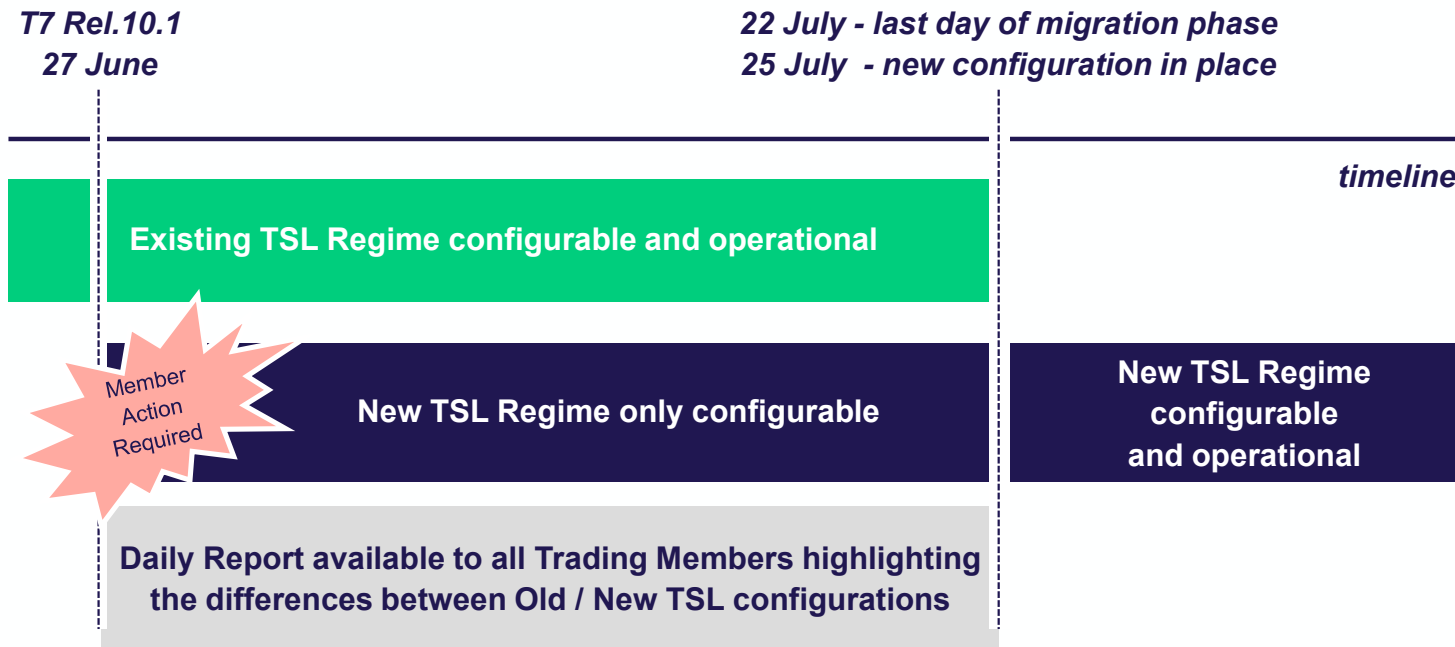 T7 Rel.10.1
27 June
22 July - last day of migration phase
25 July - new configuration in place
timeline
Existing TSL Regime configurable and operational
Member
Action
Required
New TSL Regime only configurable
New TSL Regime
configurable
and operational
Daily Report available to all Trading Members highlighting
the differences between Old / New TSL configurations